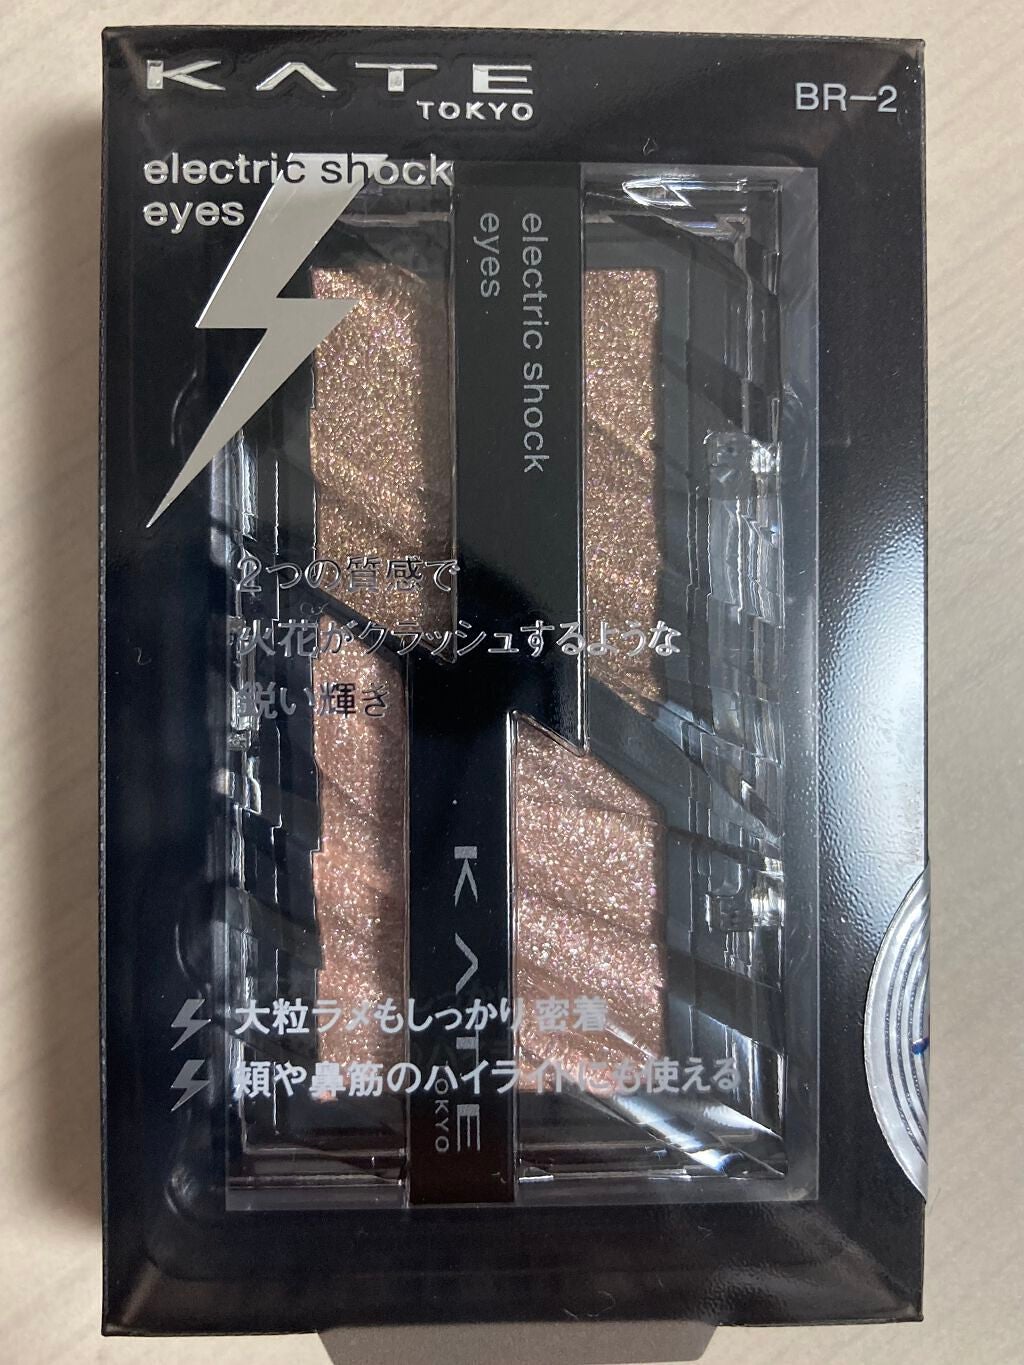 KATE
TOKYO
BR-2
electric shock
eyes
electric shock
eyes
2つの質感で
火花がクラッシュするような
鋭い輝き
KATE
TOKYO
大粒ラメもしっかり密着
頬や鼻筋のハイライトにも使える